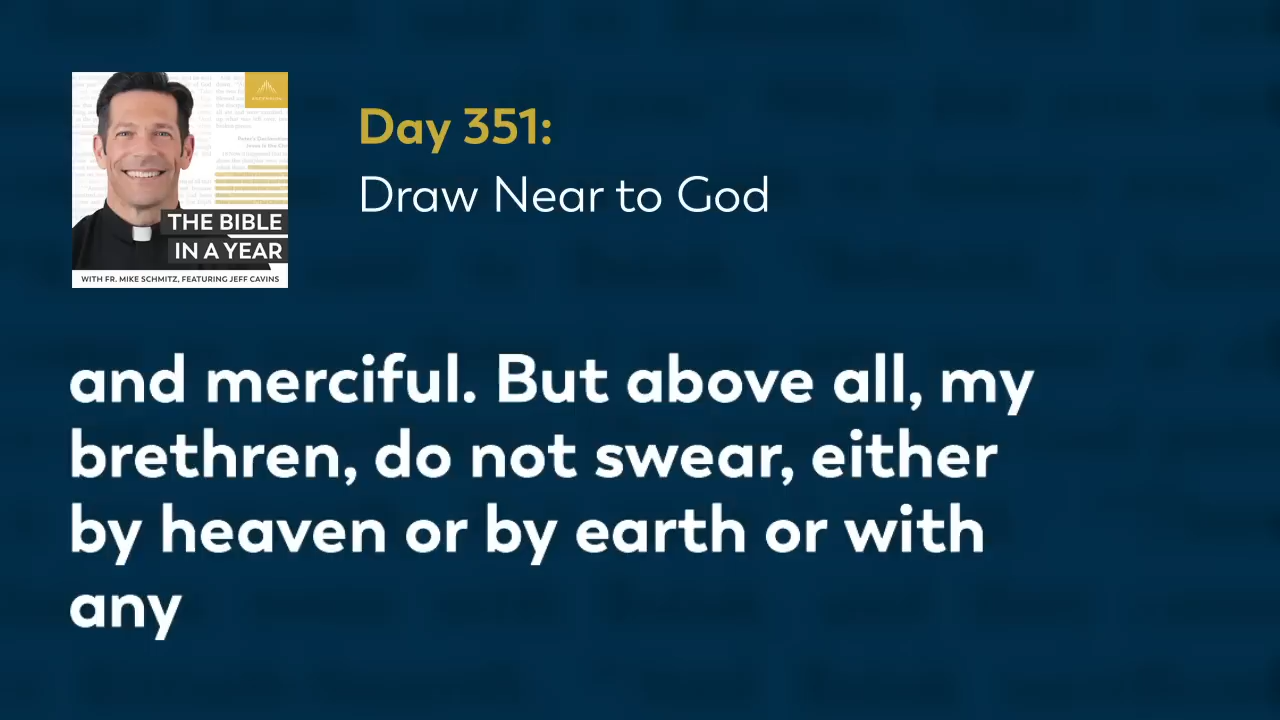 Day 351:
Draw Near to God
THE BIBLE
IN A YEAR
WITH FR. MIKE SCHMITZ, FEATURING JEFF CAVINS
and merciful. But above all, my
brethren, do not swear, either
by heaven or by earth or with
any